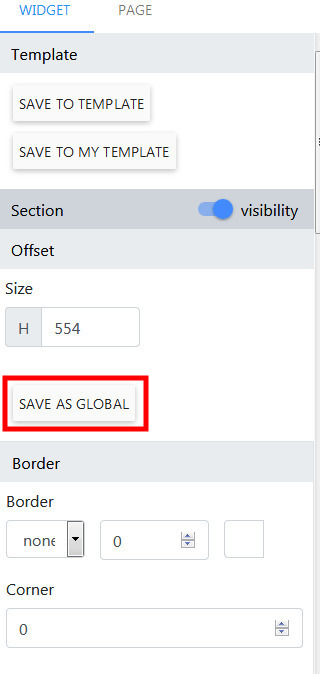 WIDGET PAGE
Template
SAVE TO TEMPLATE
SAVE TO MY TEMPLATE
Section visibility
Offset
Size
H 554
SAVE AS GLOBAL
Border
Border
none 0
Corner
0